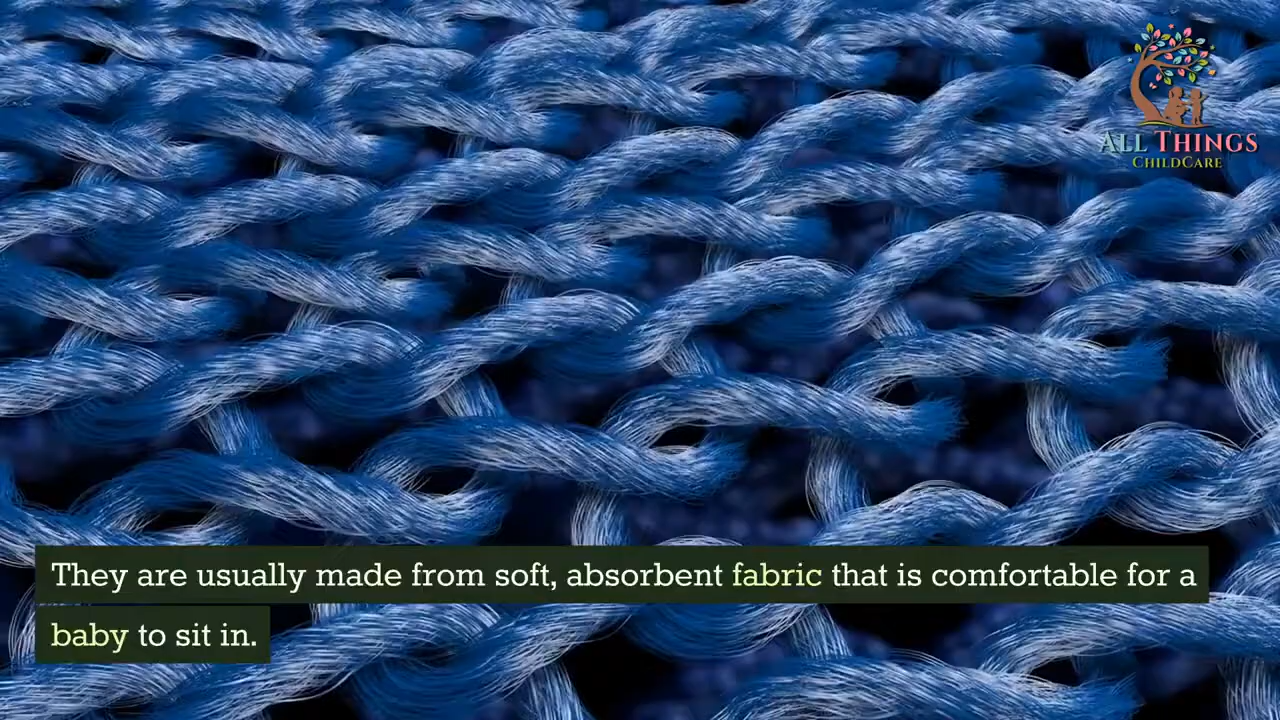 ALL THINGS
CHILDCARE
They are usually made from soft, absorbent fabric that is comfortable for a
baby to sit in.